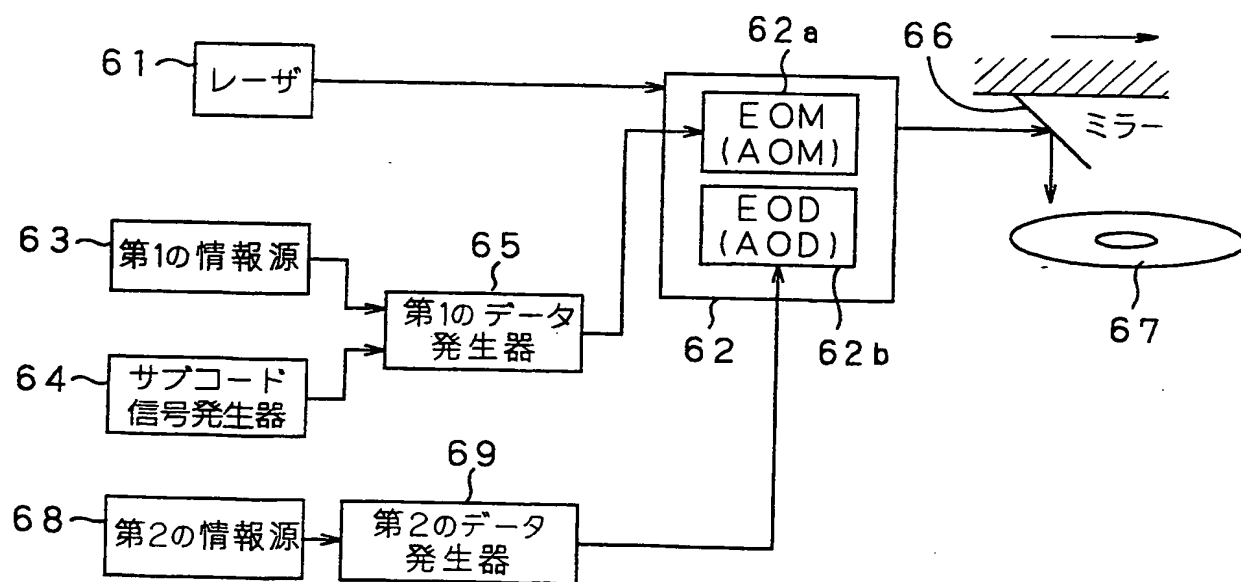 61
レーザ
62a
EOM
(AOM)
EOD
(AOD)
62
62b
66
ミラー
67
63
第1の情報源
65
第1のデータ
発生器
64
サブコード
信号発生器
69
68
第2の情報源
第2のデータ
発生器